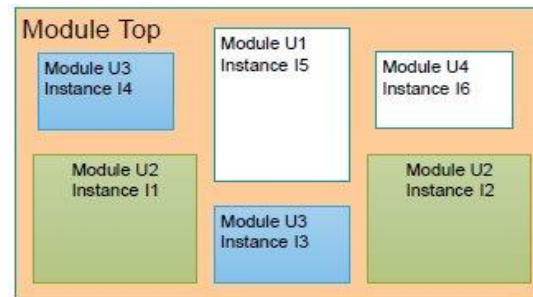 Module Top
Module U3
Instance I4
Module U1
Instance I5
Module U4
Instance I6
Module U2
Instance I1
Module U3
Instance I3
Module U2
Instance I2